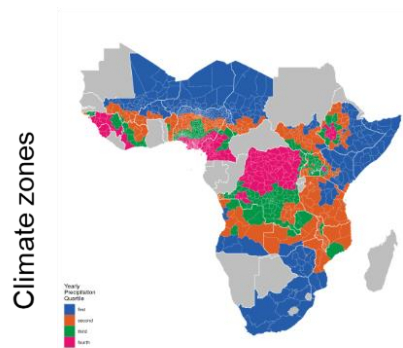 Climate zones
Yearly
Precipitation
Quartile
first
second
third
fourth